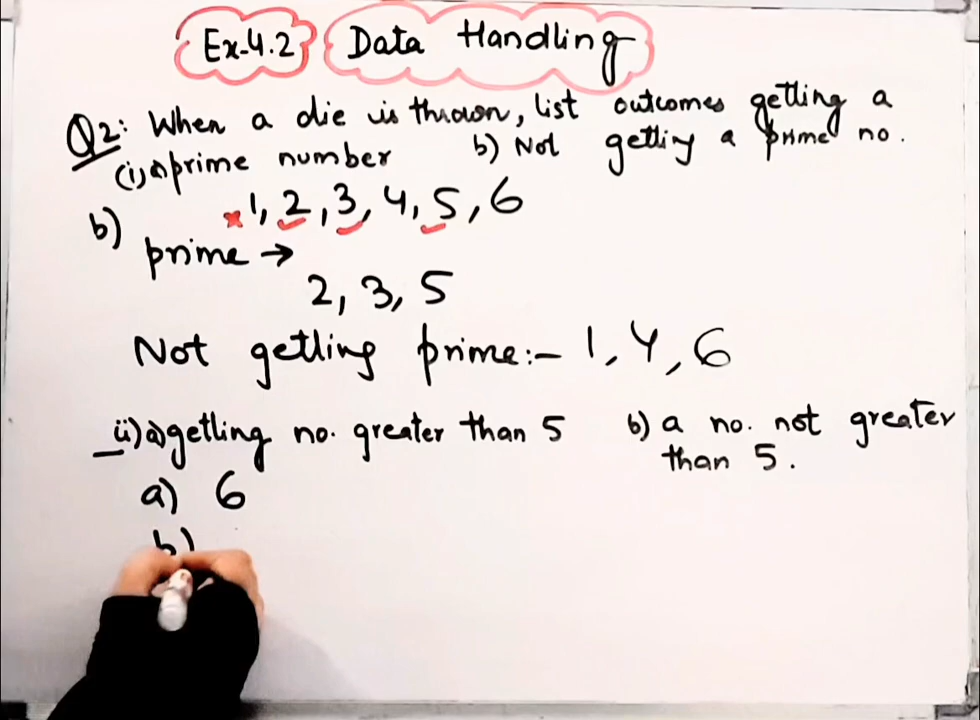 Ex-4.2 Data Handling
Q2: When a die is thrown, list outcomes getting a
(i) a) prime number b) Not getting a prime no.
b) × 1, 2, 3, 4, 5, 6
prime →
2, 3, 5
Not getting prime:- 1, 4, 6
ii) a) getting no. greater than 5 b) a no. not greater
than 5.
a) 6
b)